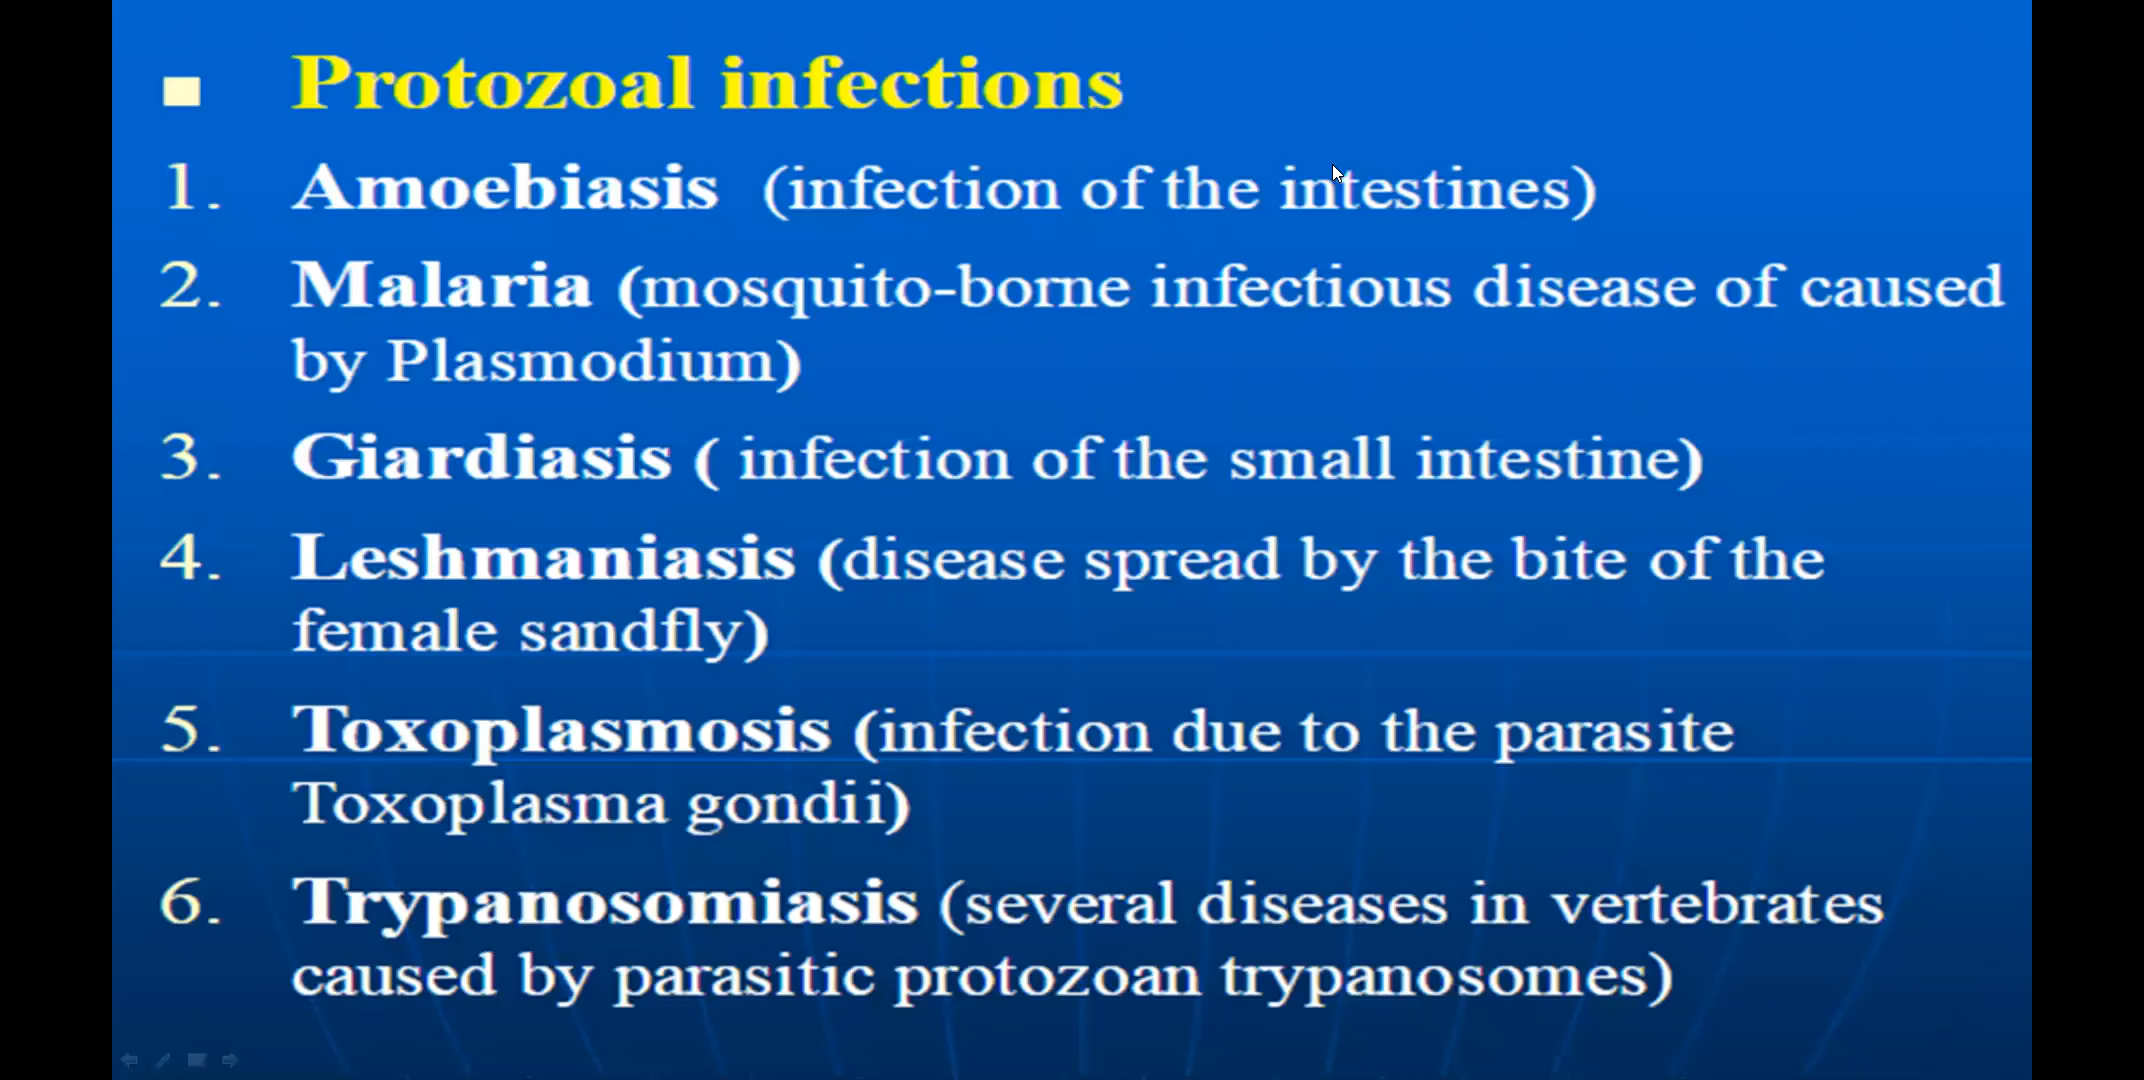 Protozoal infections
1. Amoebiasis (infection of the intestines)
2. Malaria (mosquito-borne infectious disease of caused
by Plasmodium)
3. Giardiasis ( infection of the small intestine)
4. Leshmaniasis (disease spread by the bite of the
female sandfly)
5. Toxoplasmosis (infection due to the parasite
Toxoplasma gondii)
6. Trypanosomiasis (several diseases in vertebrates
caused by parasitic protozoan trypanosomes)